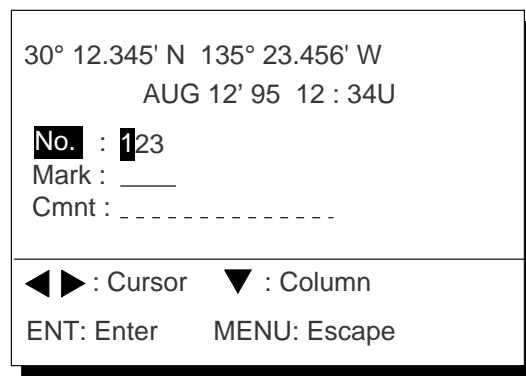 30° 12.345' N 135° 23.456' W
AUG 12' 95 12 : 34U
No. : 123
Mark : ____
Cmnt : _ _ _ _ _ _ _ _ _ _ _ _ _ _
◀ ▶ : Cursor ▼ : Column
ENT: Enter MENU: Escape